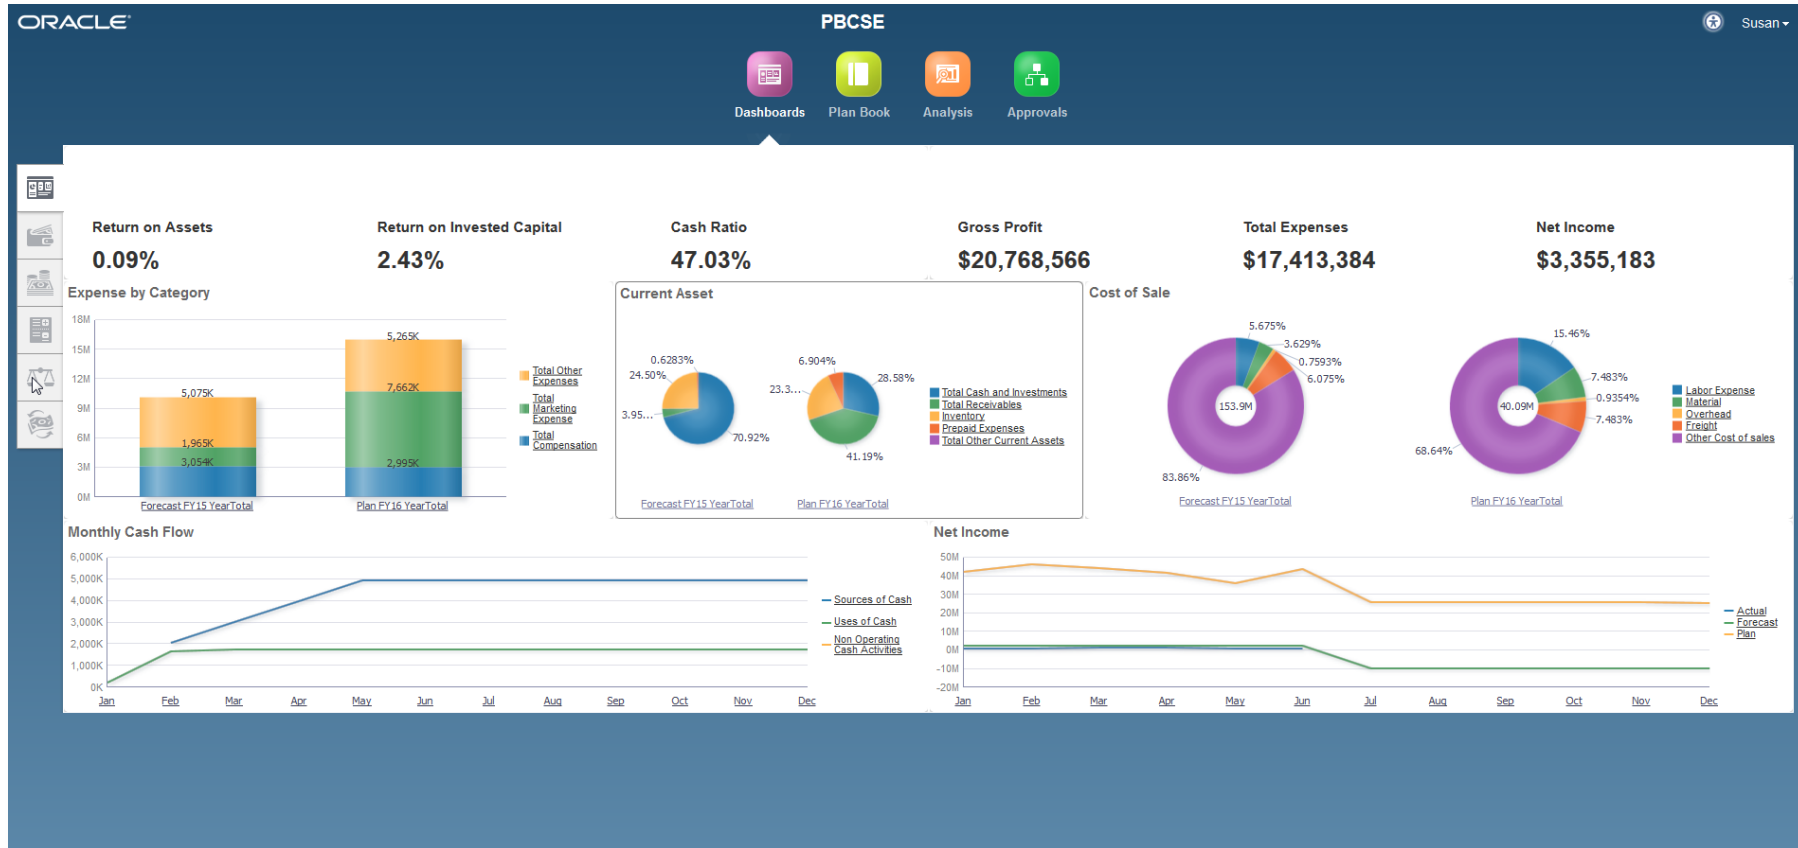 ORACLE
PBCSE
Susan
Dashboards
Plan Book
Analysis
Approvals
Return on Assets
0.09%
Return on Invested Capital
2.43%
Cash Ratio
47.03%
Gross Profit
$20,768,566
Total Expenses
$17,413,384
Net Income
$3,355,183
Expense by Category
18M
15M
12M
9M
6M
3M
0M
5,075K
1,965K
3,054K
5,265K
7,662K
2,995K
Forecast FY15 YearTotal
Plan FY16 YearTotal
Total Other
Expenses
Total
Marketing
Expense
Total
Compensation
Current Asset
0.6283%
24.50%
3.95...
70.92%
Forecast FY15 YearTotal
6.904%
23.3...
28.58%
41.19%
Plan FY16 YearTotal
Total Cash and Investments
Total Receivables
Inventory
Prepaid Expenses
Total Other Current Assets
Cost of Sale
5.675%
3.629%
0.7593%
6.075%
153.9M
83.86%
Forecast FY15 YearTotal
15.46%
7.483%
0.9354%
7.483%
40.09M
68.64%
Plan FY16 YearTotal
Labor Expense
Material
Overhead
Freight
Other Cost of sales
Monthly Cash Flow
6,000K
5,000K
4,000K
3,000K
2,000K
1,000K
0K
Jan Feb Mar Apr May Jun Jul Aug Sep Oct Nov Dec
Sources of Cash
Uses of Cash
Non Operating
Cash Activities
Net Income
50M
40M
30M
20M
10M
0M
-10M
-20M
Jan Feb Mar Apr May Jun Jul Aug Sep Oct Nov Dec
Actual
Forecast
Plan